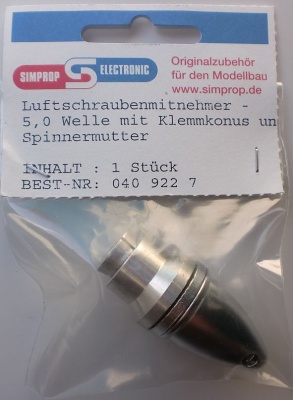 SIMPROP S ELECTRONIC
Originalzubehör
für den Modellbau
www.simprop.de
Luftschraubenmitnehmer -
5,0 Welle mit Klemmkonus un
Spinnermutter
INHALT : 1 Stück
BEST-NR: 040 922 7